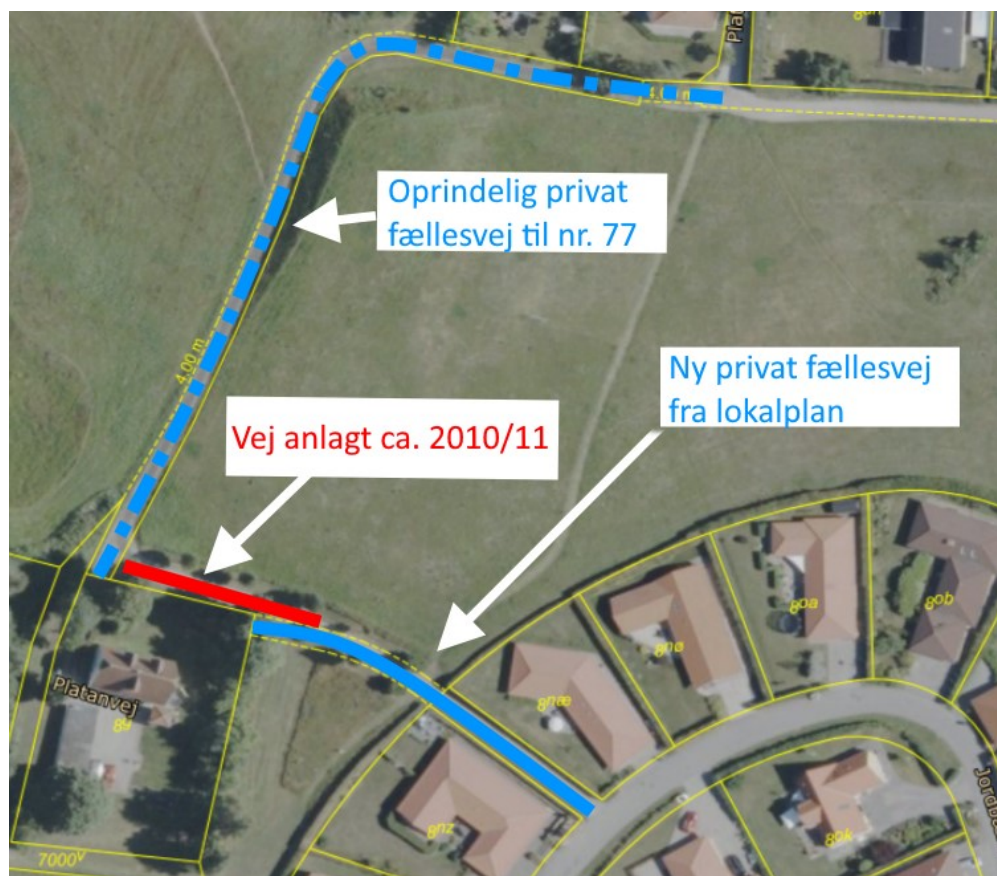 Oprindelig privat
fællesvej til nr. 77
4.00 m
Ny privat fællesvej
fra lokalplan
Vej anlagt ca. 2010/11
8oa
8ob
8nø
8næ
Platanvej
8y
8nz
8ok
7000v